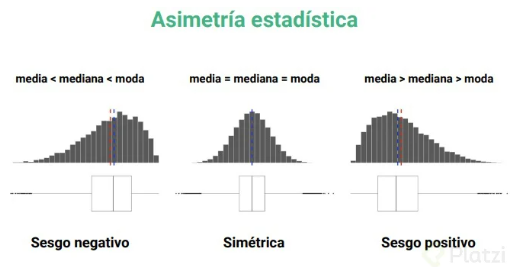 Asimetría estadística
media < mediana < moda
media = mediana = moda
media > mediana > moda
Sesgo negativo
Simétrica
Sesgo positivo
Platzi